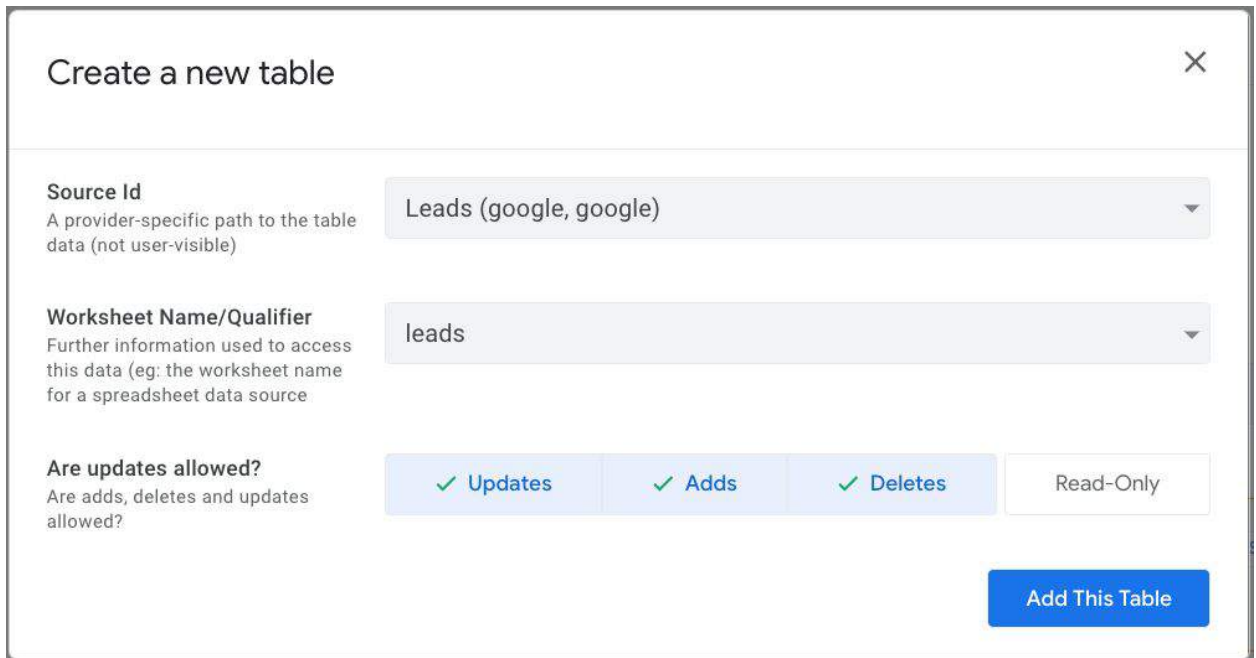 Create a new table
Source Id
A provider-specific path to the table
data (not user-visible)
Leads (google, google)
Worksheet Name/Qualifier
Further information used to access
this data (eg: the worksheet name
for a spreadsheet data source
leads
Are updates allowed?
Are adds, deletes and updates
allowed?
Updates
Adds
Deletes
Read-Only
Add This Table